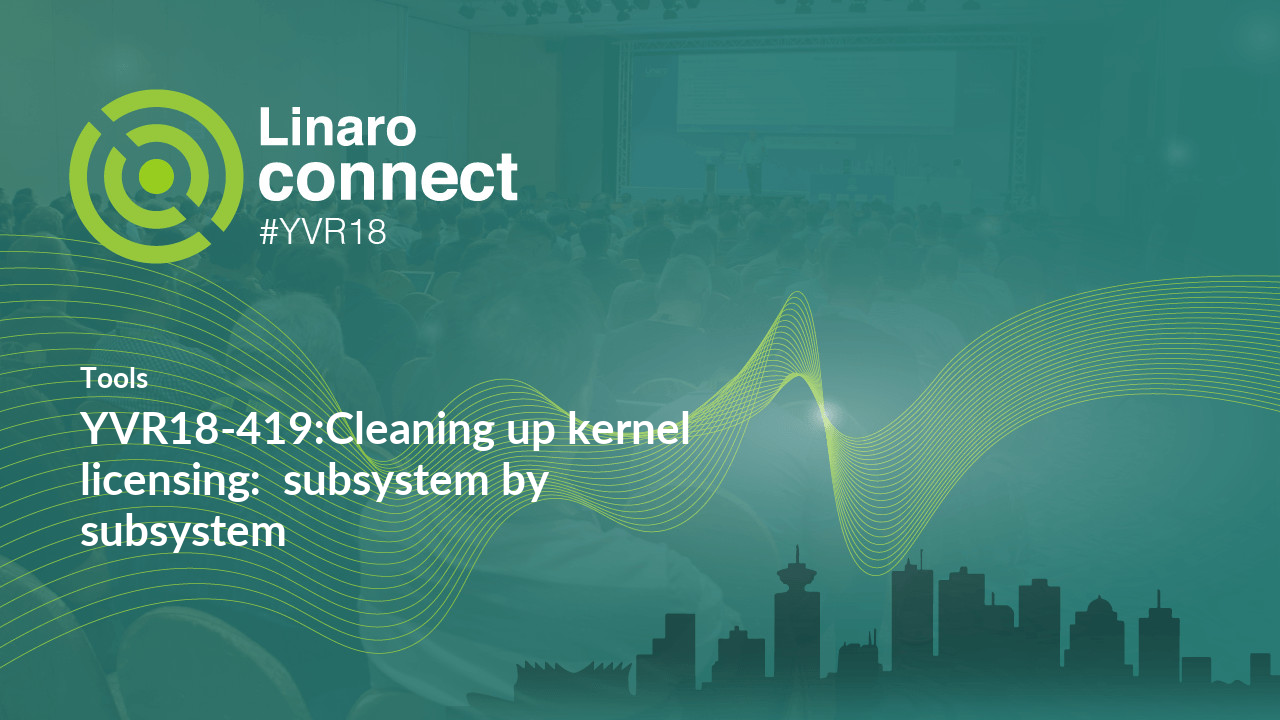 Linaro
connect
#YVR18
Tools
YVR18-419:Cleaning up kernel
licensing:  subsystem by
subsystem